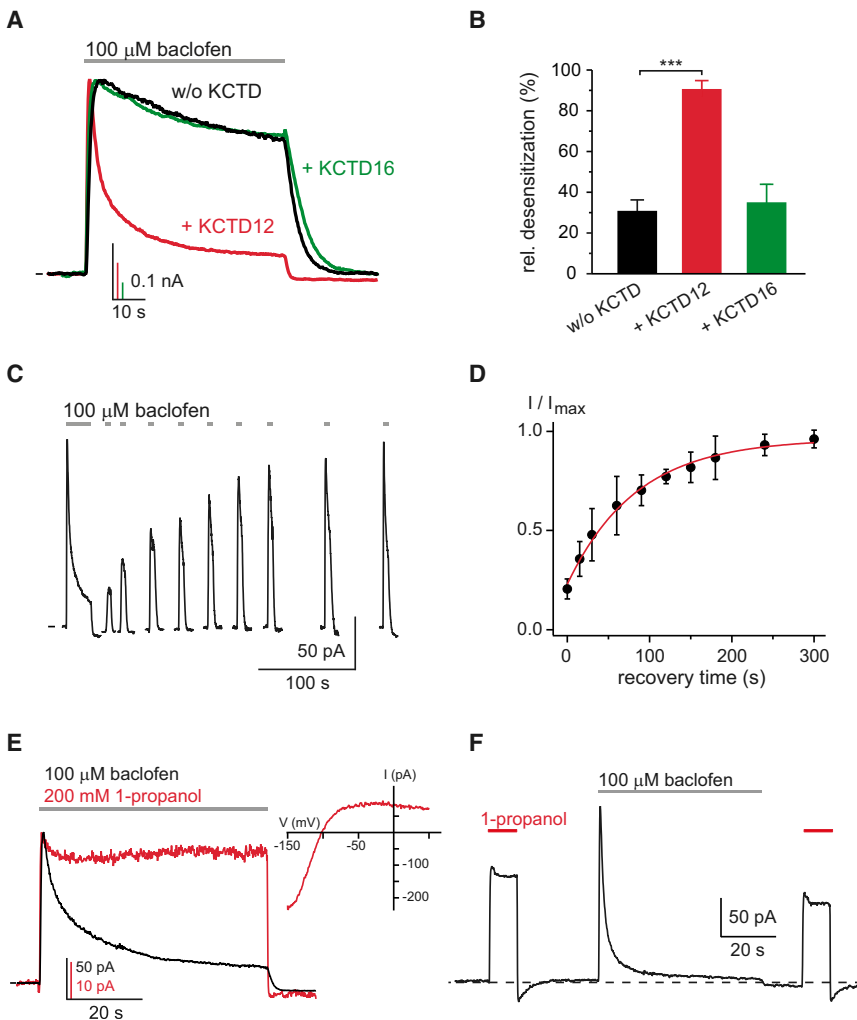 A
100 μM baclofen
w/o KCTD
+ KCTD16
+ KCTD12
0.1 nA
10 s
B
rel. desensitization (%)
100
80
60
40
20
0
***
w/o KCTD
+ KCTD12
+ KCTD16
C
100 μM baclofen
50 pA
100 s
D
I / Imax
1.0
0.5
0.0
0
100
200
300
recovery time (s)
E
100 μM baclofen
200 mM 1-propanol
50 pA
10 pA
20 s
I (pA)
V (mV)
-150
-50
-100
-200
F
100 μM baclofen
1-propanol
50 pA
20 s